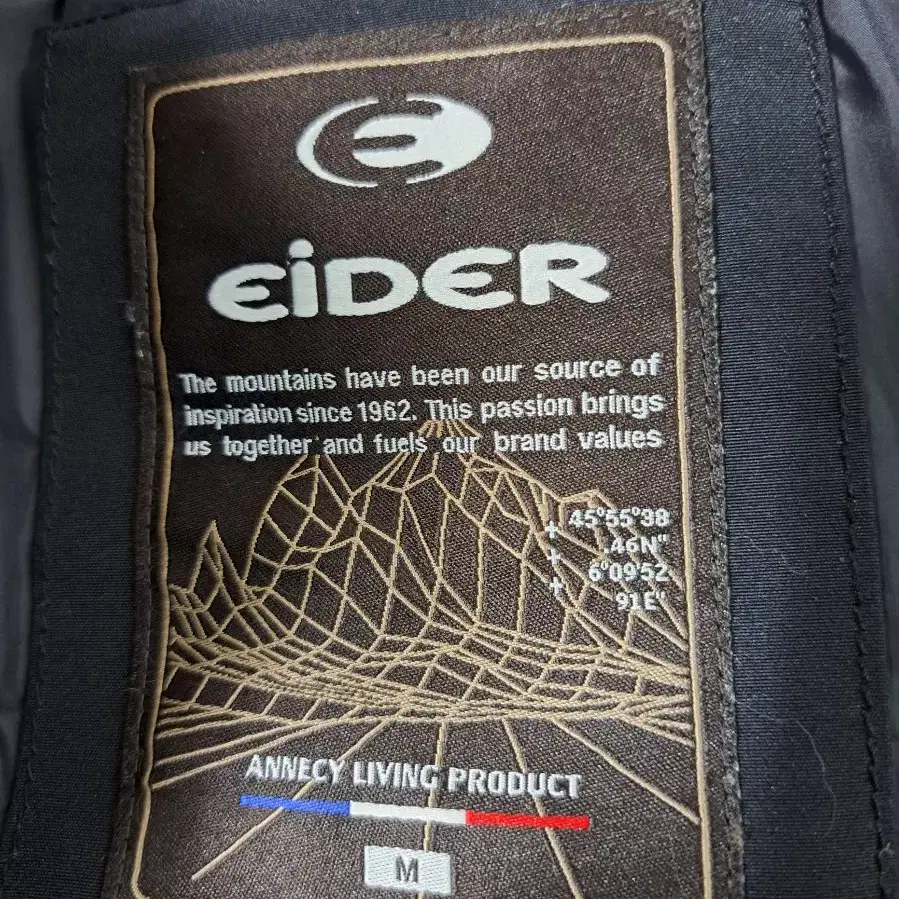 EiDER
The mountains have been our source of
inspiration since 1962. This passion brings
us together and fuels our brand values
45°55°38
.46N"
6°09'52
91E"
ANNECY LIVING PRODUCT
M